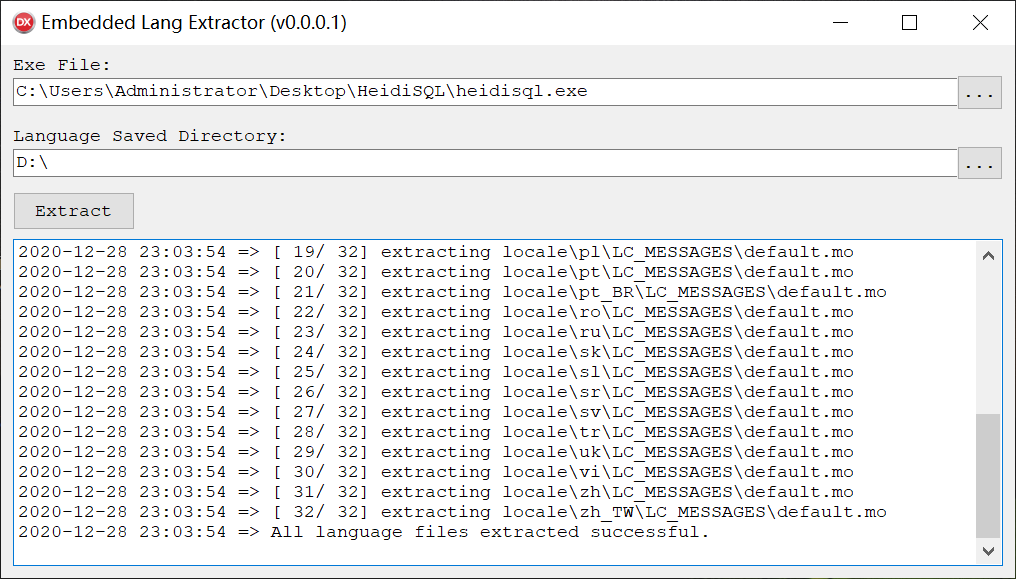 DX Embedded Lang Extractor (v0.0.0.1)
Exe File:
C:\Users\Administrator\Desktop\HeidiSQL\heidisql.exe ...
Language Saved Directory:
D:\ ...
Extract
2020-12-28 23:03:54 => [ 19/ 32] extracting locale\pl\LC_MESSAGES\default.mo
2020-12-28 23:03:54 => [ 20/ 32] extracting locale\pt\LC_MESSAGES\default.mo
2020-12-28 23:03:54 => [ 21/ 32] extracting locale\pt_BR\LC_MESSAGES\default.mo
2020-12-28 23:03:54 => [ 22/ 32] extracting locale\ro\LC_MESSAGES\default.mo
2020-12-28 23:03:54 => [ 23/ 32] extracting locale\ru\LC_MESSAGES\default.mo
2020-12-28 23:03:54 => [ 24/ 32] extracting locale\sk\LC_MESSAGES\default.mo
2020-12-28 23:03:54 => [ 25/ 32] extracting locale\sl\LC_MESSAGES\default.mo
2020-12-28 23:03:54 => [ 26/ 32] extracting locale\sr\LC_MESSAGES\default.mo
2020-12-28 23:03:54 => [ 27/ 32] extracting locale\sv\LC_MESSAGES\default.mo
2020-12-28 23:03:54 => [ 28/ 32] extracting locale\tr\LC_MESSAGES\default.mo
2020-12-28 23:03:54 => [ 29/ 32] extracting locale\uk\LC_MESSAGES\default.mo
2020-12-28 23:03:54 => [ 30/ 32] extracting locale\vi\LC_MESSAGES\default.mo
2020-12-28 23:03:54 => [ 31/ 32] extracting locale\zh\LC_MESSAGES\default.mo
2020-12-28 23:03:54 => [ 32/ 32] extracting locale\zh_TW\LC_MESSAGES\default.mo
2020-12-28 23:03:54 => All language files extracted successful.